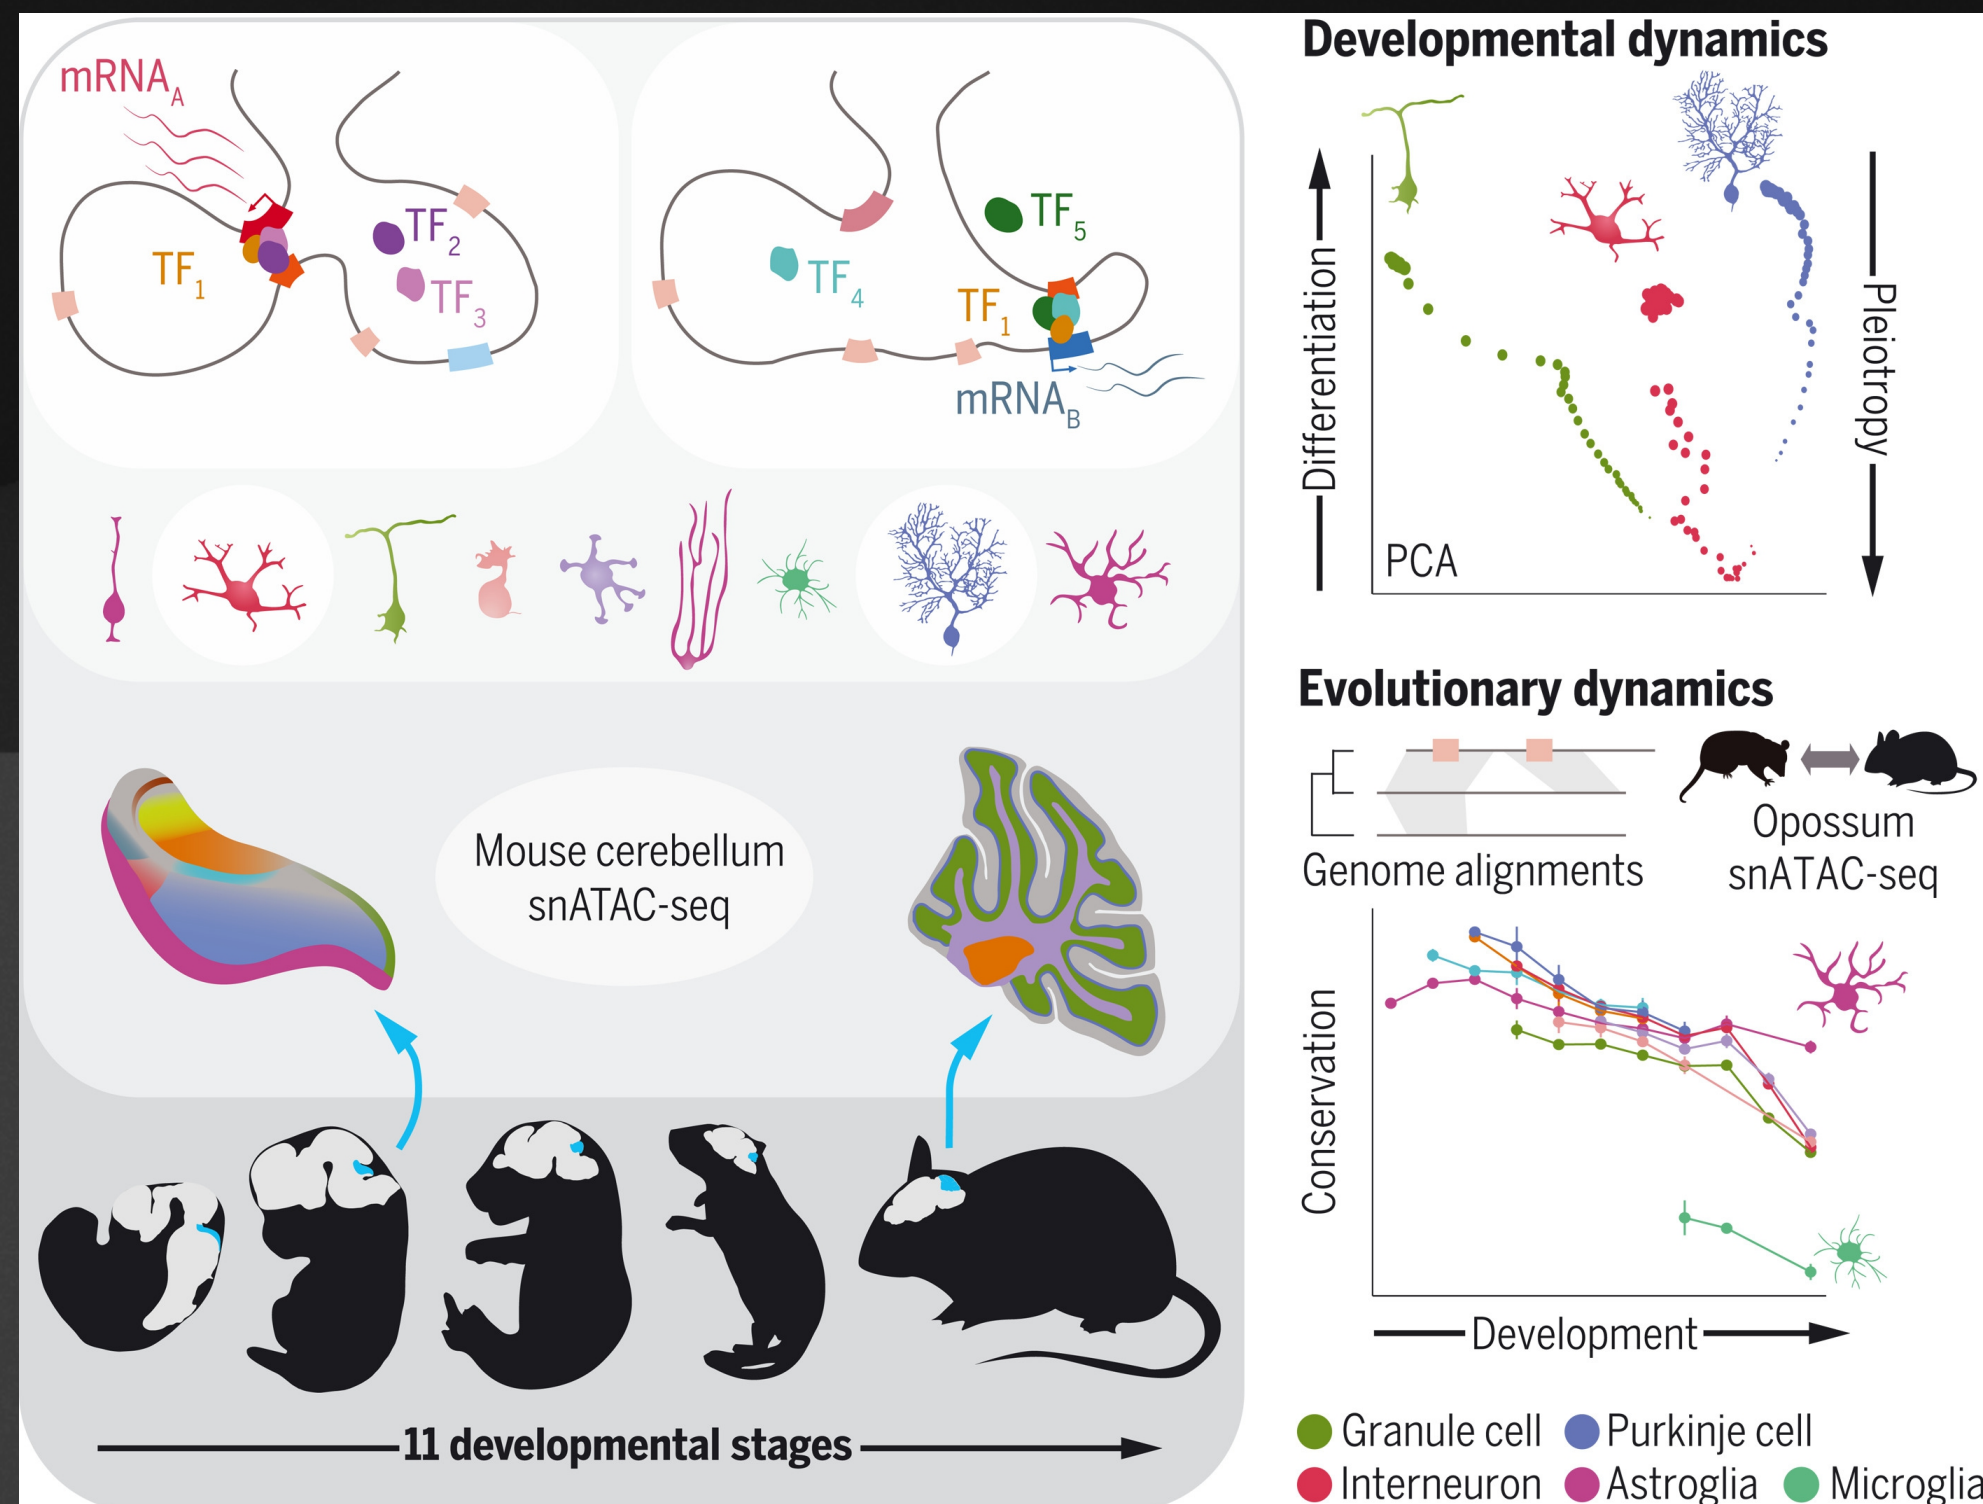 mRNAA
TF1
TF2
TF3
TF4
TF5
TF1
mRNAB
Mouse cerebellum
snATAC-seq
11 developmental stages
Developmental dynamics
Differentiation
Pleiotropy
PCA
Evolutionary dynamics
Genome alignments
Opossum
snATAC-seq
Conservation
Development
Granule cell
Purkinje cell
Interneuron
Astroglia
Microglia